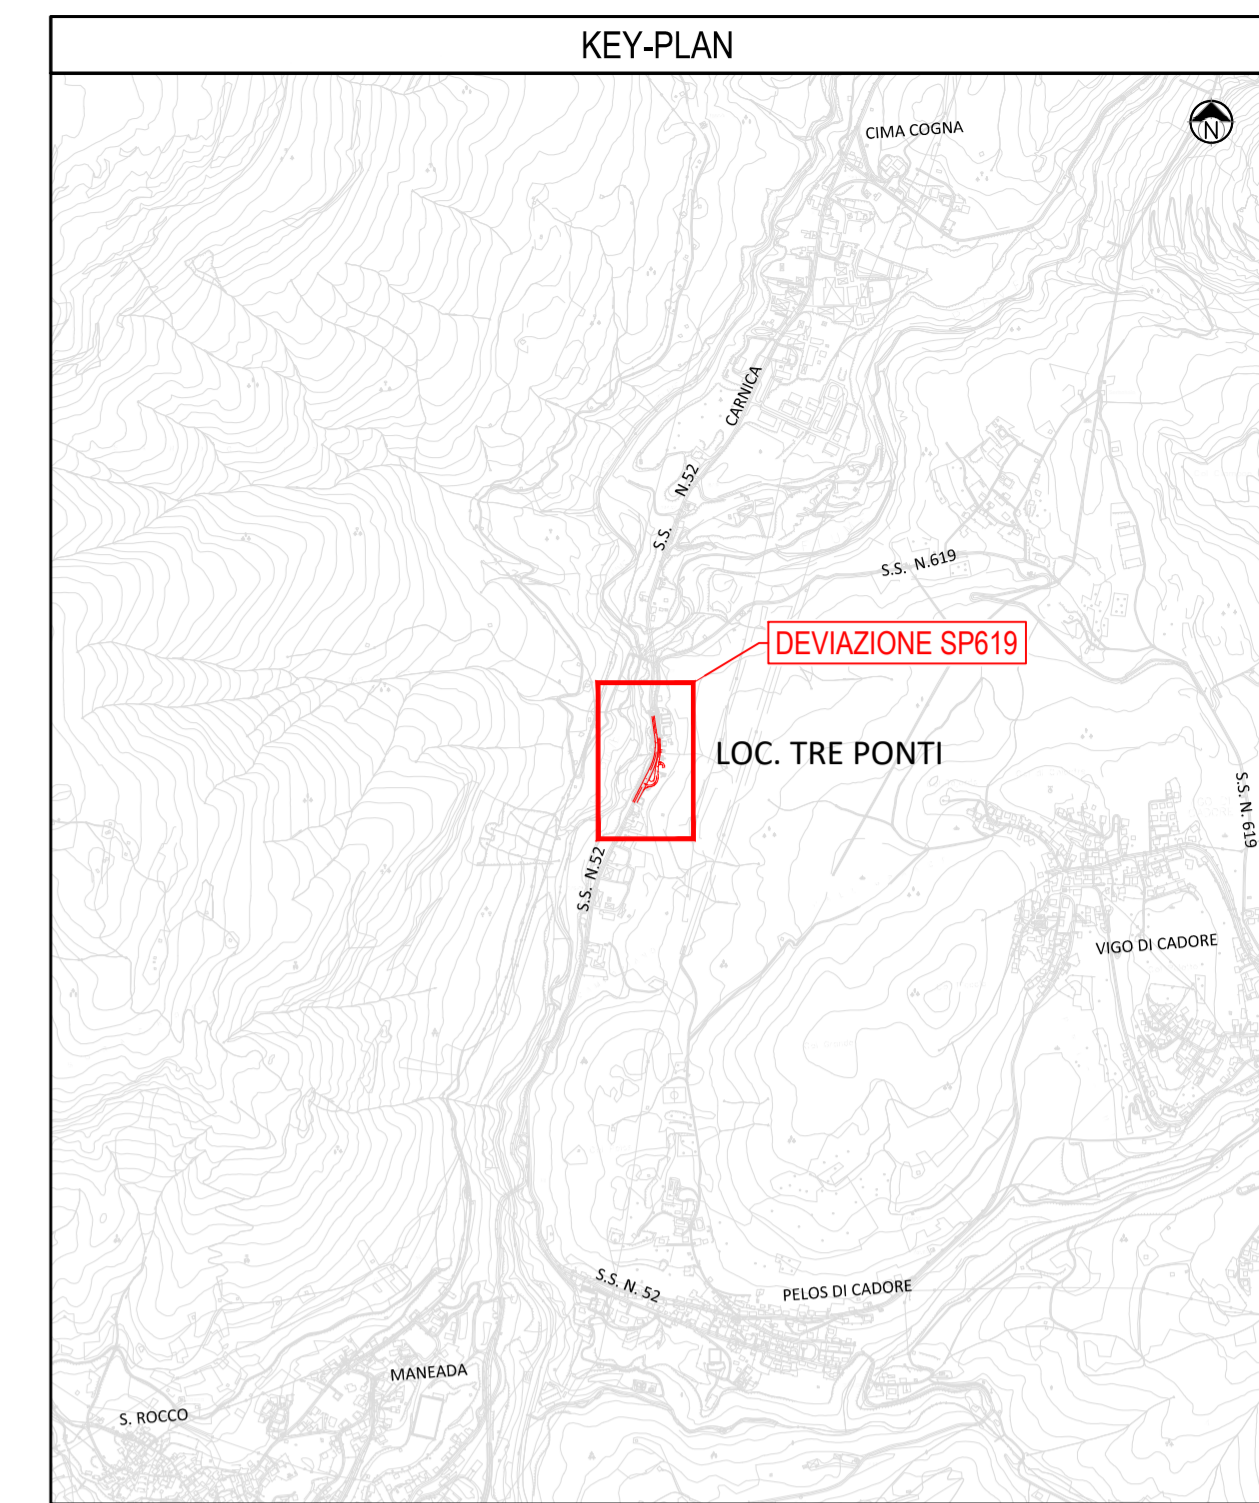 KEY-PLAN
CIMA COGNA
N
CARNICA
S.S. N.52
S.S. N.619
DEVIAZIONE SP619
LOC. TRE PONTI
S.S. N. 619
S.S. N.52
VIGO DI CADORE
S.S. N. 52
PELOS DI CADORE
MANEADA
S. ROCCO